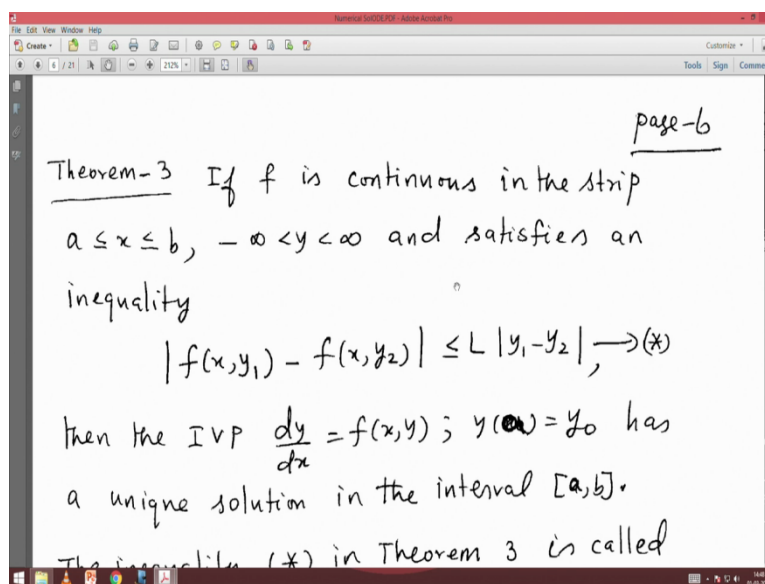 Numerical SolODE.PDF - Adobe Acrobat Pro
File Edit View Window Help
Create Customize
6 / 21 212% Tools Sign Comme
page-6
Theorem-3 If f is continuous in the strip
a ≤ x ≤ b, -∞ < y < ∞ and satisfies an
inequality
|f(x,y₁) - f(x,y₂)| ≤ L |y₁-y₂|, →(*)
then the IVP dy/dx = f(x,y); y(a) = y₀ has
a unique solution in the interval [a,b].
The inequality (*) in Theorem 3 is called